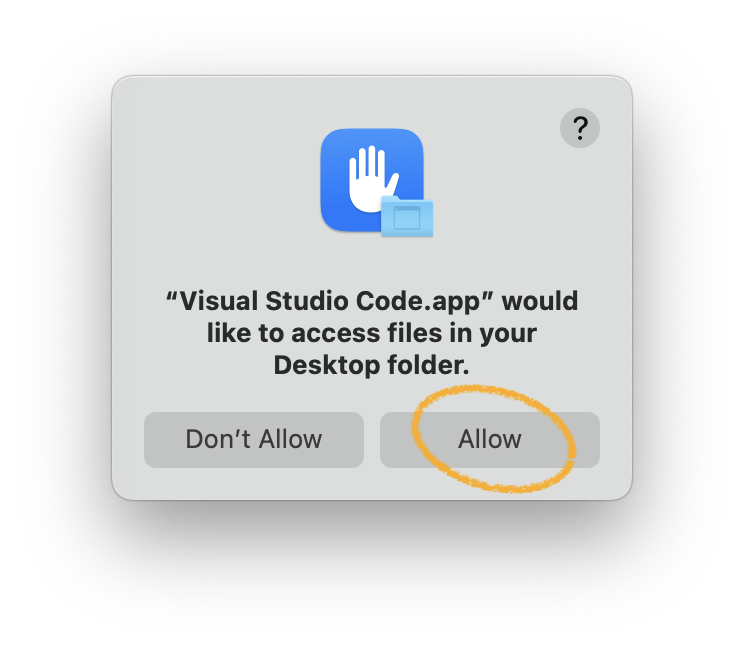 ?
“Visual Studio Code.app” would
like to access files in your
Desktop folder.
Don’t Allow
Allow